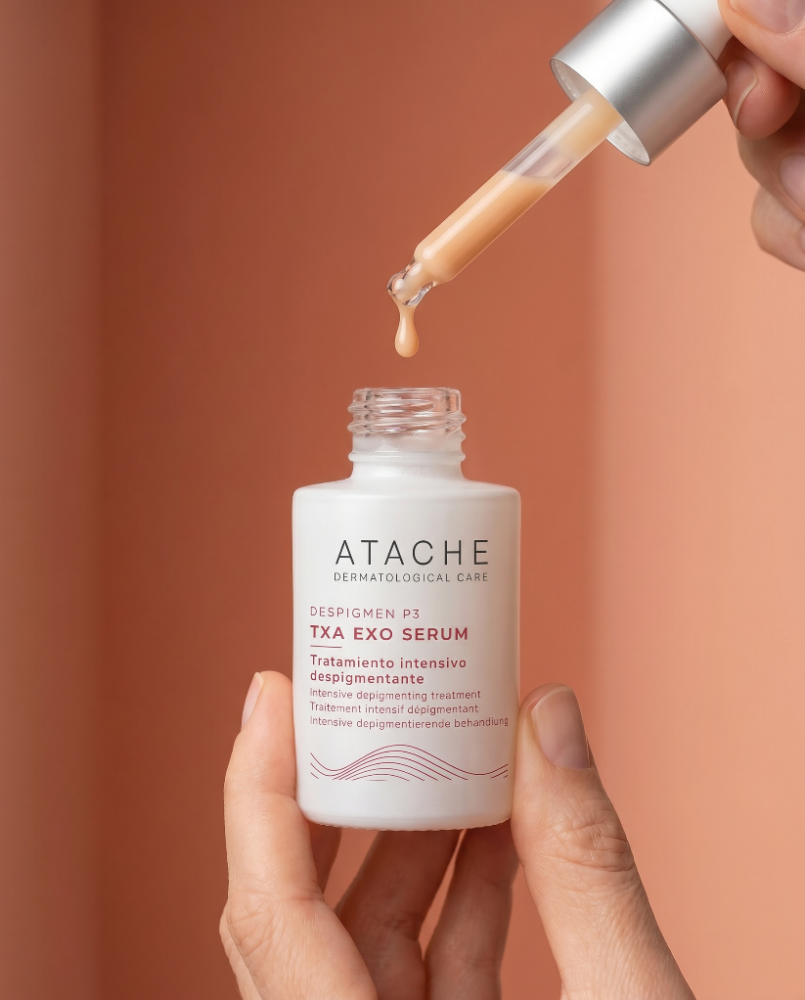 ATACHE
DERMATOLOGICAL CARE
DESPIGMEN P3
TXA EXO SERUM
Tratamiento intensivo
despigmentante
Intensive depigmenting treatment
Traitement intensif dépigmentant
Intensive depigmentierende behandlung